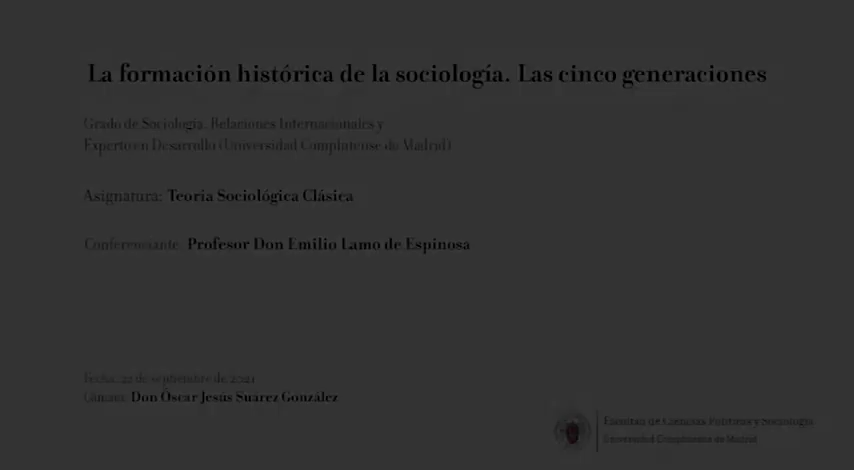 La formación histórica de la sociología. Las cinco generaciones
Grado de Sociología, Relaciones Internacionales y
Experto en Desarrollo (Universidad Complutense de Madrid)
Asignatura: Teoría Sociológica Clásica
Conferenciante: Profesor Don Emilio Lamo de Espinosa
Fecha: 22 de septiembre de 2021
Cámara: Don Óscar Jesús Suárez González
Facultad de Ciencias Políticas y Sociología
Universidad Complutense de Madrid